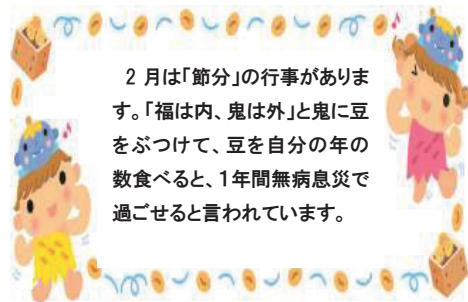 ２月は「節分」の行事がありま
す。「福は内、鬼は外」と鬼に豆
をぶつけて、豆を自分の年の
数食べると、１年間無病息災で
過ごせると言われています。